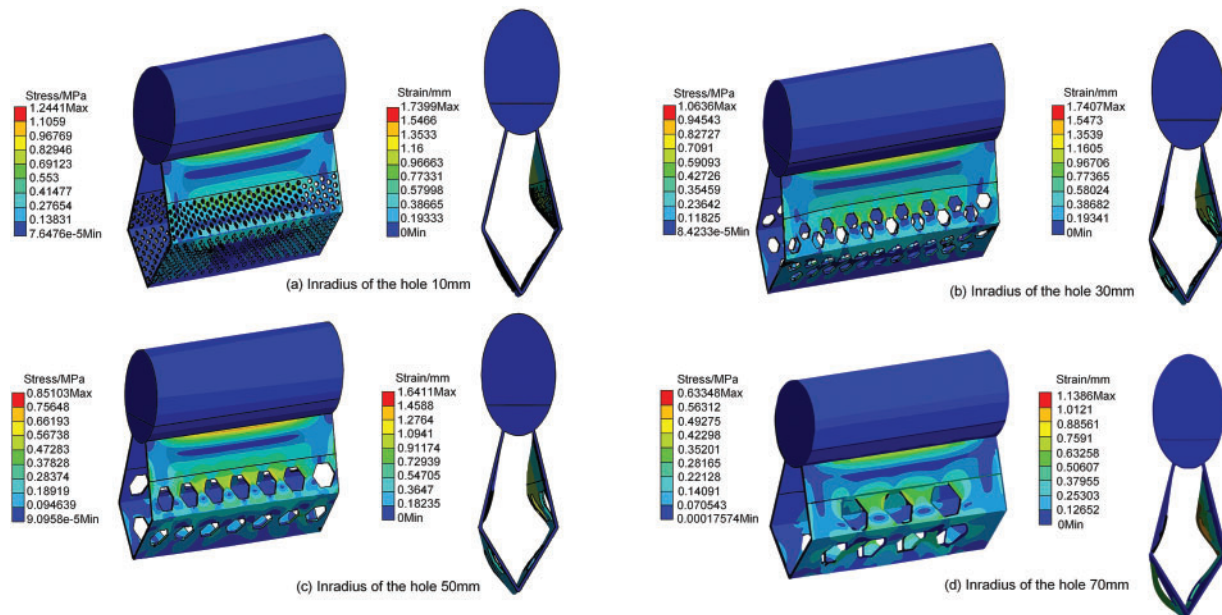 Stress/MPa
1.2441Max
1.1059
0.96769
0.82946
0.69123
0.553
0.41477
0.27654
0.13831
7.6476e-5Min
Strain/mm
1.7399Max
1.5466
1.3533
1.16
0.96663
0.77331
0.57998
0.38665
0.19333
0Min
(a) Inradius of the hole 10mm
Stress/MPa
1.0636Max
0.94543
0.82727
0.7091
0.59093
0.42726
0.35459
0.23642
0.11825
8.4233e-5Min
Strain/mm
1.7407Max
1.5473
1.3539
1.1605
0.96706
0.77365
0.58024
0.38682
0.19341
0Min
(b) Inradius of the hole 30mm
Stress/MPa
0.85103Max
0.75648
0.66193
0.56738
0.47283
0.37828
0.28374
0.18919
0.094639
9.0958e-5Min
Strain/mm
1.6411Max
1.4588
1.2764
1.0941
0.91174
0.72939
0.54705
0.3647
0.18235
0Min
(c) Inradius of the hole 50mm
Stress/MPa
0.63348Max
0.56312
0.49275
0.42298
0.35201
0.28165
0.22128
0.14091
0.070543
0.00017574Min
Strain/mm
1.1386Max
1.0121
0.88561
0.7591
0.63258
0.50607
0.37955
0.25303
0.12652
0Min
(d) Inradius of the hole 70mm